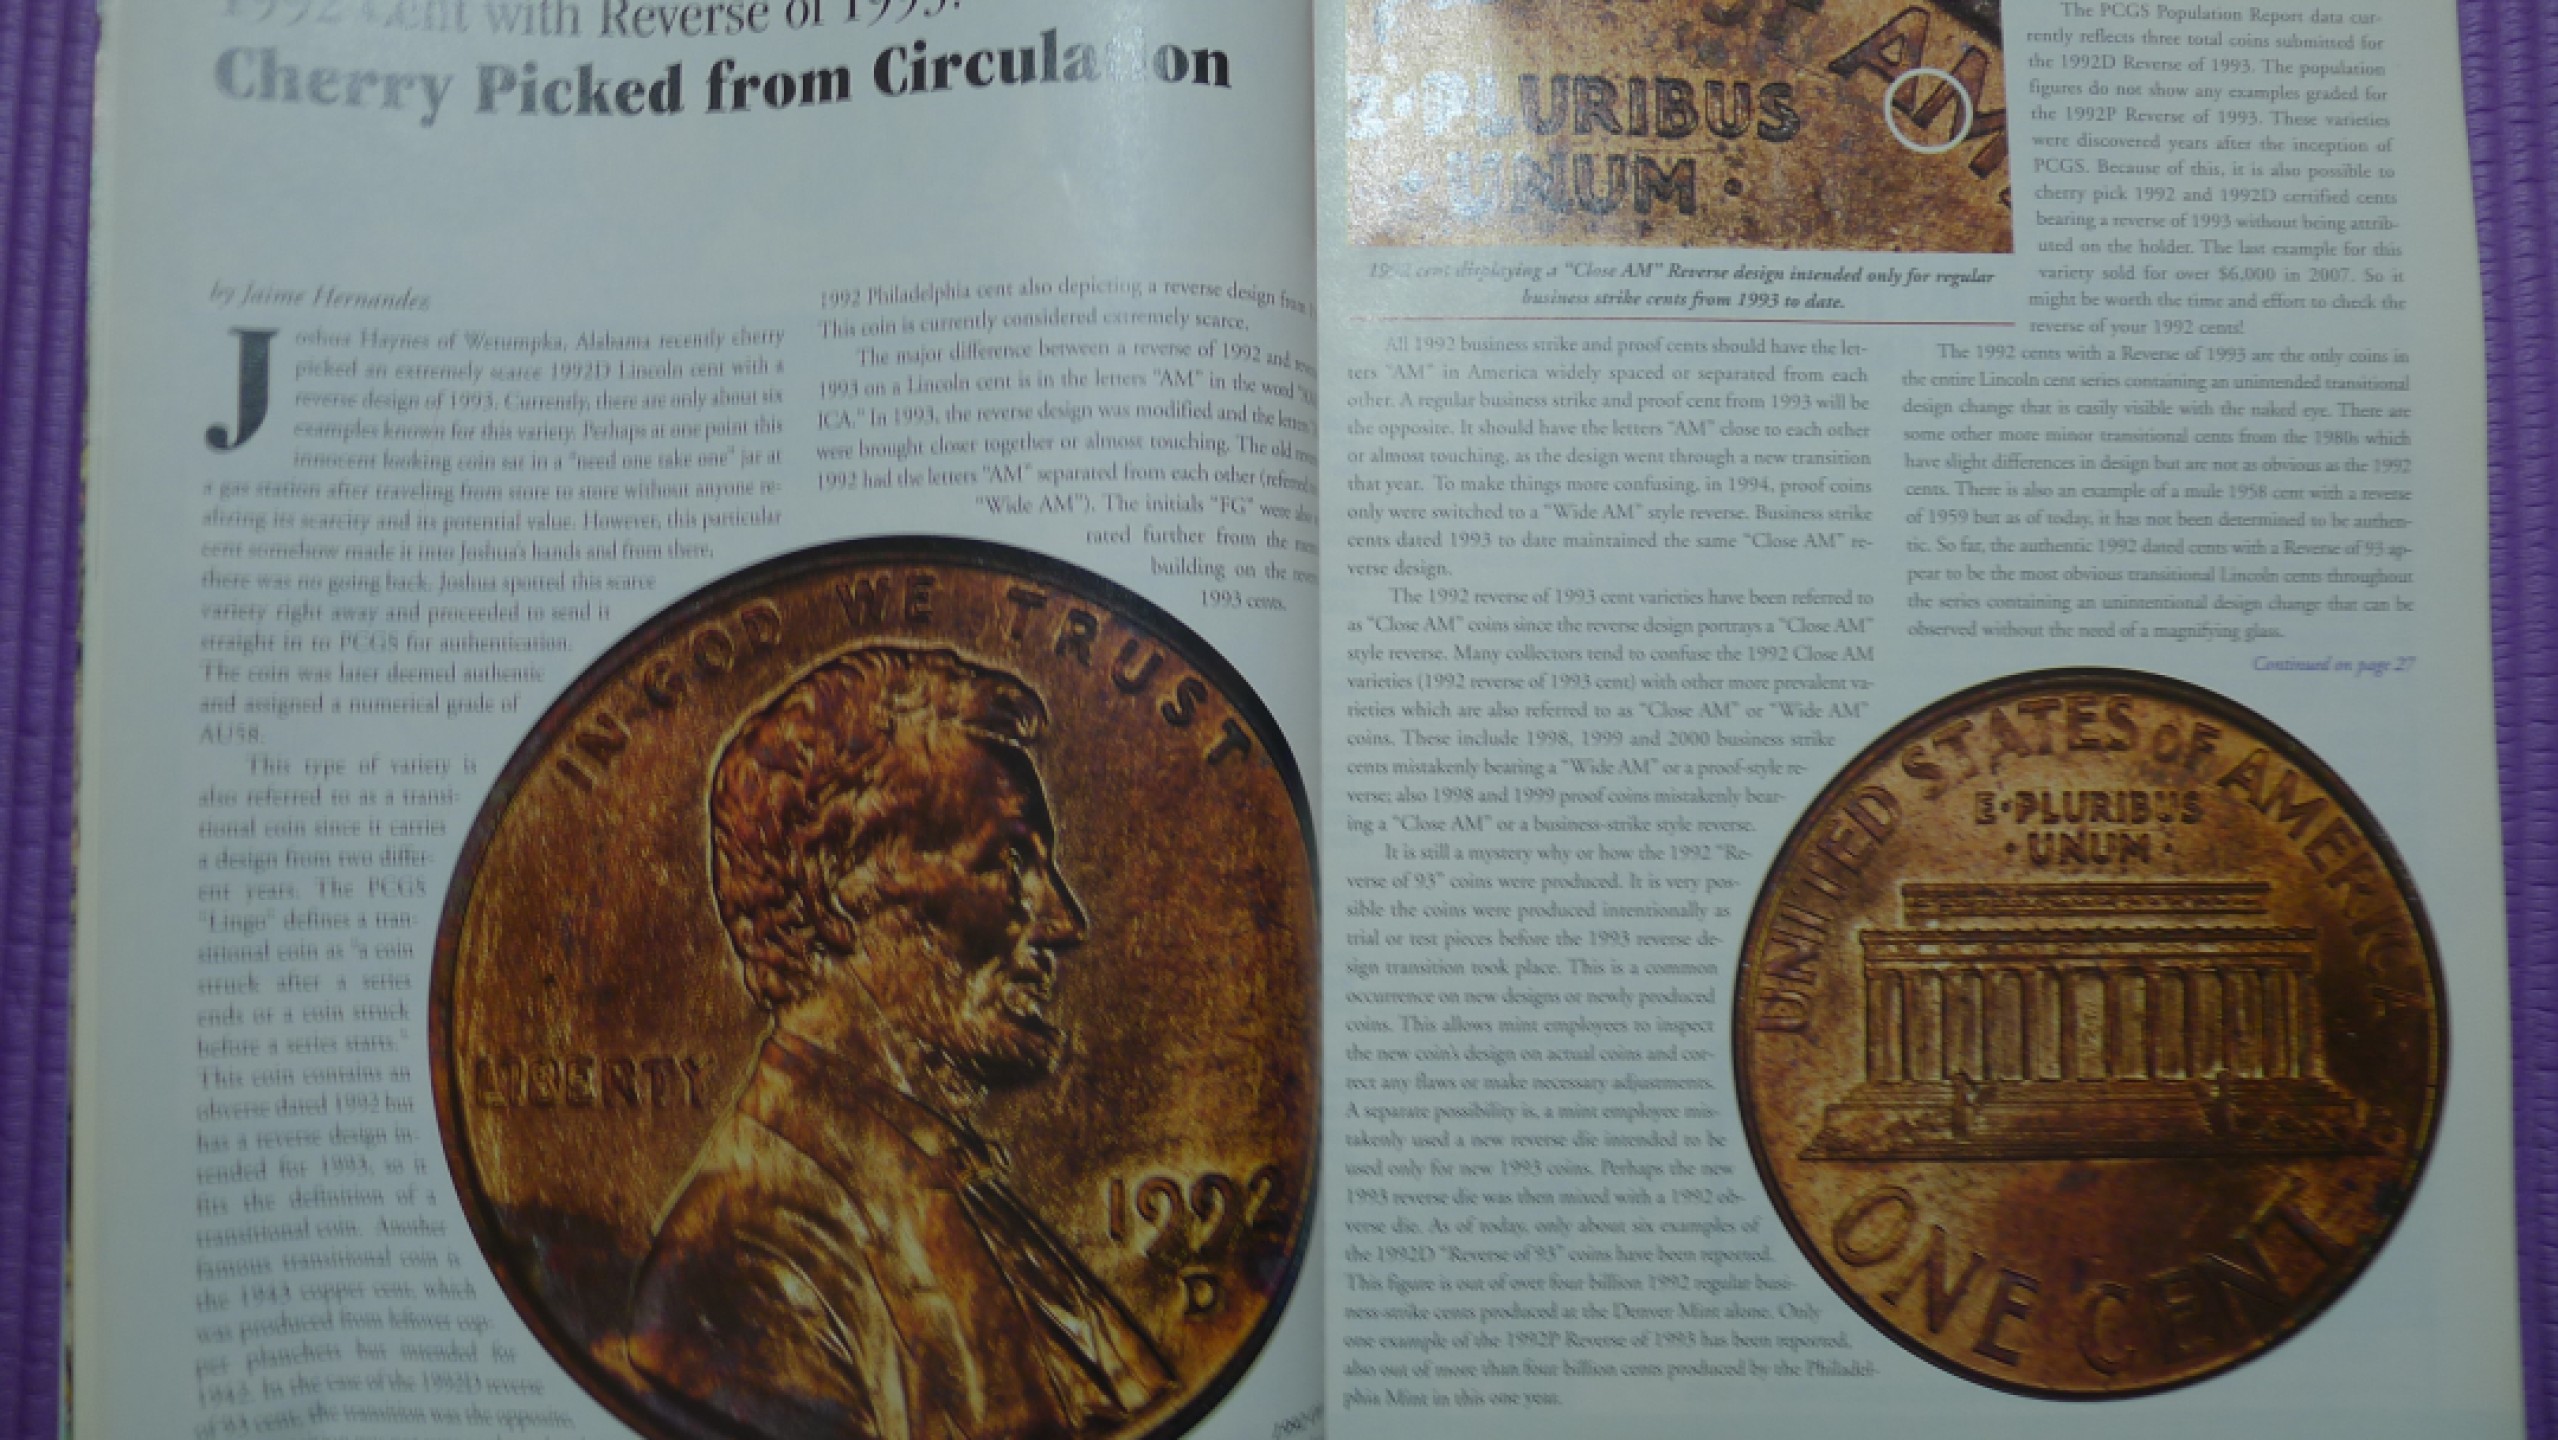 1992 Cent with Reverse of 1993:
Cherry Picked from Circulation
by Jaime Hernandez
Joshua Haynes of Wetumpka, Alabama recently cherry
picked an extremely scarce 1992D Lincoln cent with a
reverse design of 1993. Currently, there are only about six
examples known for this variety. Perhaps at one point this
innocent looking coin sat in a "need one take one" jar at
a gas station after traveling from store to store without anyone re-
alizing its scarcity and its potential value. However, this particular
cent somehow made it into Joshua's hands and from there,
there was no going back. Joshua spotted this scarce
variety right away and proceeded to send it
straight in to PCGS for authentication.
The coin was later deemed authentic
and assigned a numerical grade of
AU58.
This type of variety is
also referred to as a transi-
tional coin since it carries
a design from two differ-
ent years. The PCGS
"Lingo" defines a tran-
sitional coin as "a coin
struck after a series
ends or a coin struck
before a series starts."
This coin contains an
obverse dated 1992 but
has a reverse design in-
tended for 1993, so it
fits the definition of a
transitional coin. Another
famous transitional coin is
the 1943 copper cent, which
was produced from leftover cop-
per planchets but intended for
1942. In the case of the 1992D reverse
of 93 cent, the transition was the opposite,
1992 Philadelphia cent also depicting a reverse design from
This coin is currently considered extremely scarce.
The major difference between a reverse of 1992 and
1993 on a Lincoln cent is in the letters "AM" in the word
ICA." In 1993, the reverse design was modified and the letters
were brought closer together or almost touching. The old
1992 had the letters "AM" separated from each other (referred
"Wide AM"). The initials "FG" were also
rated further from the
building on the
1993 cents.
IN GOD WE TRUST
LIBERTY
1992
D
AM
E·PLURIBUS
·UNUM·
1992 cent displaying a "Close AM" Reverse design intended only for regular
business strike cents from 1993 to date.
All 1992 business strike and proof cents should have the let-
ters "AM" in America widely spaced or separated from each
other. A regular business strike and proof cent from 1993 will be
the opposite. It should have the letters "AM" close to each other
or almost touching, as the design went through a new transition
that year. To make things more confusing, in 1994, proof coins
only were switched to a "Wide AM" style reverse. Business strike
cents dated 1993 to date maintained the same "Close AM" re-
verse design.
The 1992 reverse of 1993 cent varieties have been referred to
as "Close AM" coins since the reverse design portrays a "Close AM"
style reverse. Many collectors tend to confuse the 1992 Close AM
varieties (1992 reverse of 1993 cent) with other more prevalent va-
rieties which are also referred to as "Close AM" or "Wide AM"
coins. These include 1998, 1999 and 2000 business strike
cents mistakenly bearing a "Wide AM" or a proof-style re-
verse; also 1998 and 1999 proof coins mistakenly bear-
ing a "Close AM" or a business-strike style reverse.
It is still a mystery why or how the 1992 "Re-
verse of 93" coins were produced. It is very pos-
sible the coins were produced intentionally as
trial or test pieces before the 1993 reverse de-
sign transition took place. This is a common
occurrence on new designs or newly produced
coins. This allows mint employees to inspect
the new coin's design on actual coins and cor-
rect any flaws or make necessary adjustments.
A separate possibility is, a mint employee mis-
takenly used a new reverse die intended to be
used only for new 1993 coins. Perhaps the new
1993 reverse die was then mixed with a 1992 ob-
verse die. As of today, only about six examples of
the 1992D "Reverse of 93" coins have been reported.
This figure is out of over four billion 1992 regular busi-
ness-strike cents produced at the Denver Mint alone. Only
one example of the 1992P Reverse of 1993 has been reported,
also out of more than four billion cents produced by the Philadel-
phia Mint in this one year.
The PCGS Population Report data cur-
rently reflects three total coins submitted for
the 1992D Reverse of 1993. The population
figures do not show any examples graded for
the 1992P Reverse of 1993. These varieties
were discovered years after the inception of
PCGS. Because of this, it is also possible to
cherry pick 1992 and 1992D certified cents
bearing a reverse of 1993 without being attrib-
uted on the holder. The last example for this
variety sold for over $6,000 in 2007. So it
might be worth the time and effort to check the
reverse of your 1992 cents!
The 1992 cents with a Reverse of 1993 are the only coins in
the entire Lincoln cent series containing an unintended transitional
design change that is easily visible with the naked eye. There are
some other more minor transitional cents from the 1980s which
have slight differences in design but are not as obvious as the 1992
cents. There is also an example of a mule 1958 cent with a reverse
of 1959 but as of today, it has not been determined to be authen-
tic. So far, the authentic 1992 dated cents with a Reverse of 93 ap-
pear to be the most obvious transitional Lincoln cents throughout
the series containing an unintentional design change that can be
observed without the need of a magnifying glass.
Continued on page 27
UNITED STATES OF AMERICA
E·PLURIBUS
·UNUM·
ONE CENT